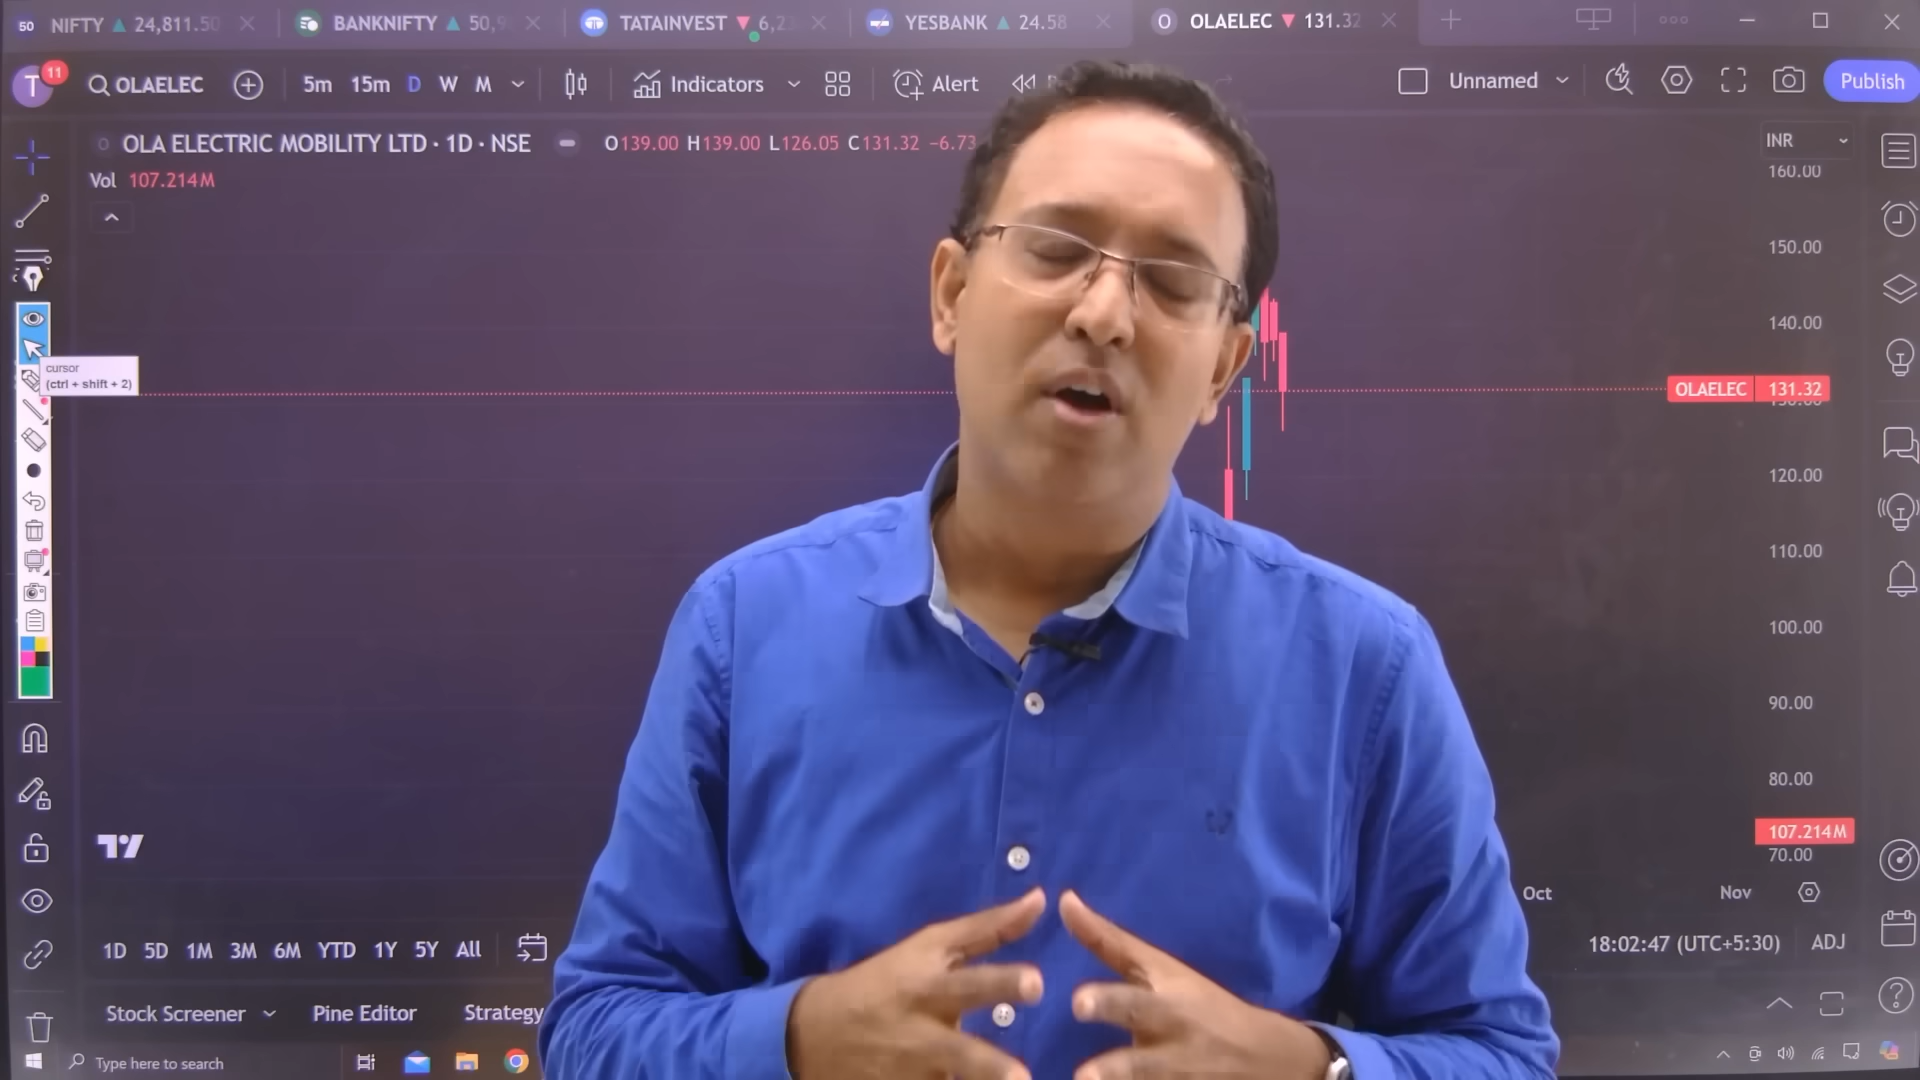 50 NIFTY ▲ 24,811.50 BANKNIFTY ▲ 50,9 TATAINVEST ▼ 6,23 YESBANK ▲ 24.58 O OLAELEC ▼ 131.32
T 11 OLAELEC 5m 15m D W M Indicators Alert Unnamed Publish
O OLA ELECTRIC MOBILITY LTD · 1D · NSE O139.00 H139.00 L126.05 C131.32 −6.73 INR
Vol 107.214M
160.00
150.00
140.00
cursor
(ctrl + shift + 2)
OLAELEC 131.32
130.00
120.00
110.00
100.00
90.00
80.00
107.214M
70.00
Oct Nov
1D 5D 1M 3M 6M YTD 1Y 5Y All 18:02:47 (UTC+5:30) ADJ
Stock Screener Pine Editor Strategy
Type here to search